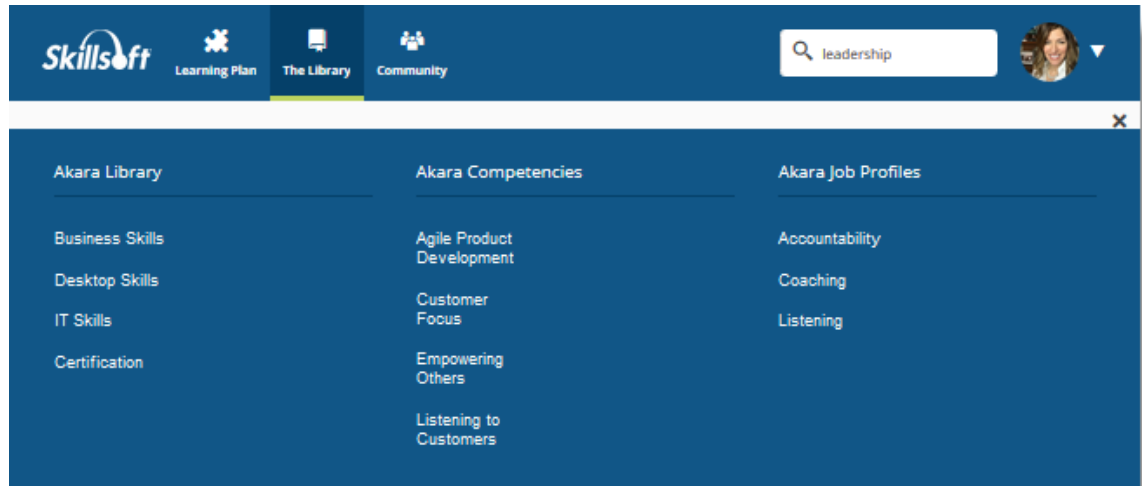 Skillsoft
Learning Plan
The Library
Community
leadership
Akara Library
Business Skills
Desktop Skills
IT Skills
Certification
Akara Competencies
Agile Product
Development
Customer
Focus
Empowering
Others
Listening to
Customers
Akara Job Profiles
Accountability
Coaching
Listening